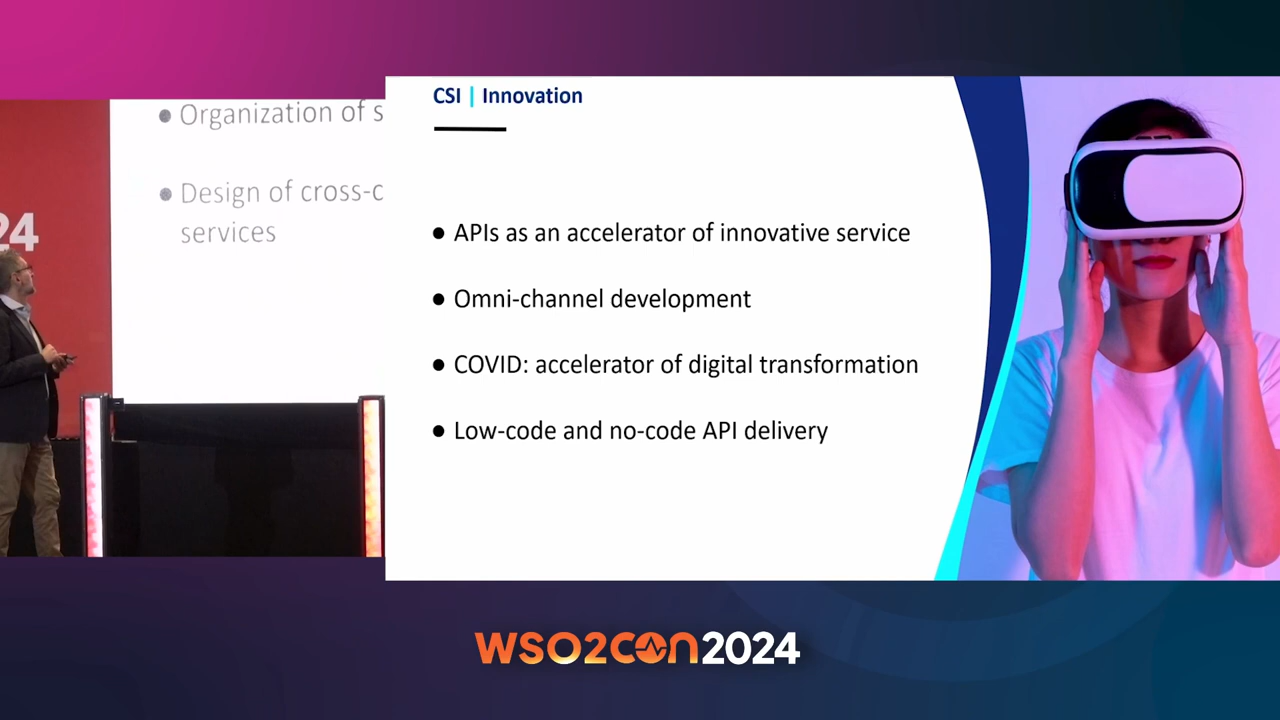 24
● Organization of
● Design of
services
CSI | Innovation
● APIs as an accelerator of innovative service
● Omni-channel development
● COVID: accelerator of digital transformation
● Low-code and no-code API delivery
WSO2CON2024